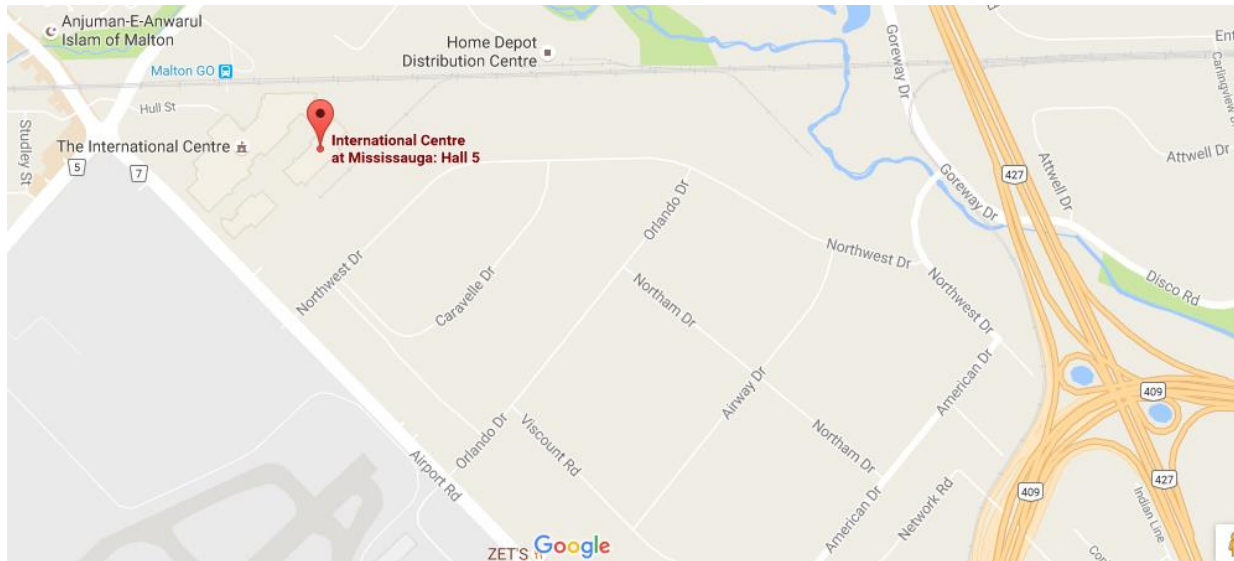 Anjuman-E-Anwarul
Islam of Malton
Home Depot
Distribution Centre
Malton GO
Hull St
Studley St
The International Centre
International Centre
at Mississauga: Hall 5
5
7
Goreway Dr
Carlingview Dr
Attwell Dr
Attwell Dr
427
Goreway Dr
Orlando Dr
Northwest Dr
Northwest Dr
Caravelle Dr
Northam Dr
Northwest Dr
Disco Rd
American Dr
409
Airway Dr
Orlando Dr
Viscount Rd
Northam Dr
Airport Rd
American Dr
Network Rd
409
427
Indian Line
ZET'S
Google